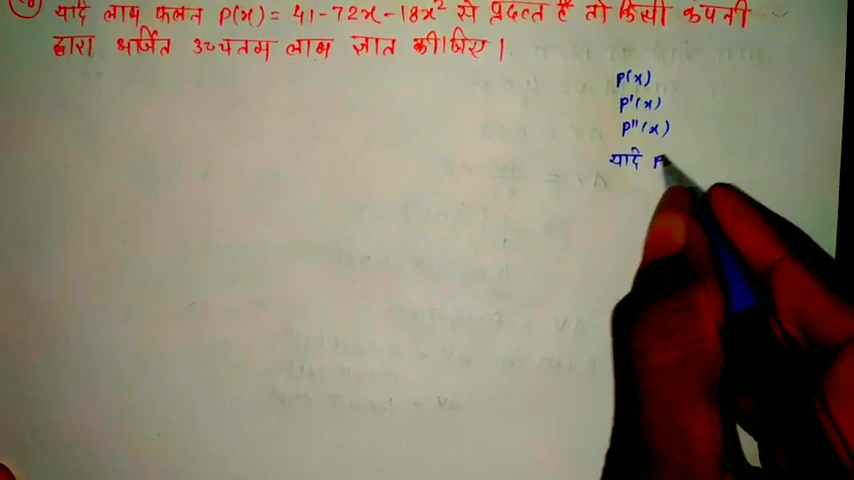 यदि लाभ फलन P(x) = 41-72x-18x² से प्रदत्त है तो किसी कंपनी
द्वारा अर्जित उच्चतम लाभ ज्ञात कीजिए।
P(x)
P'(x)
P"(x)
यदि P